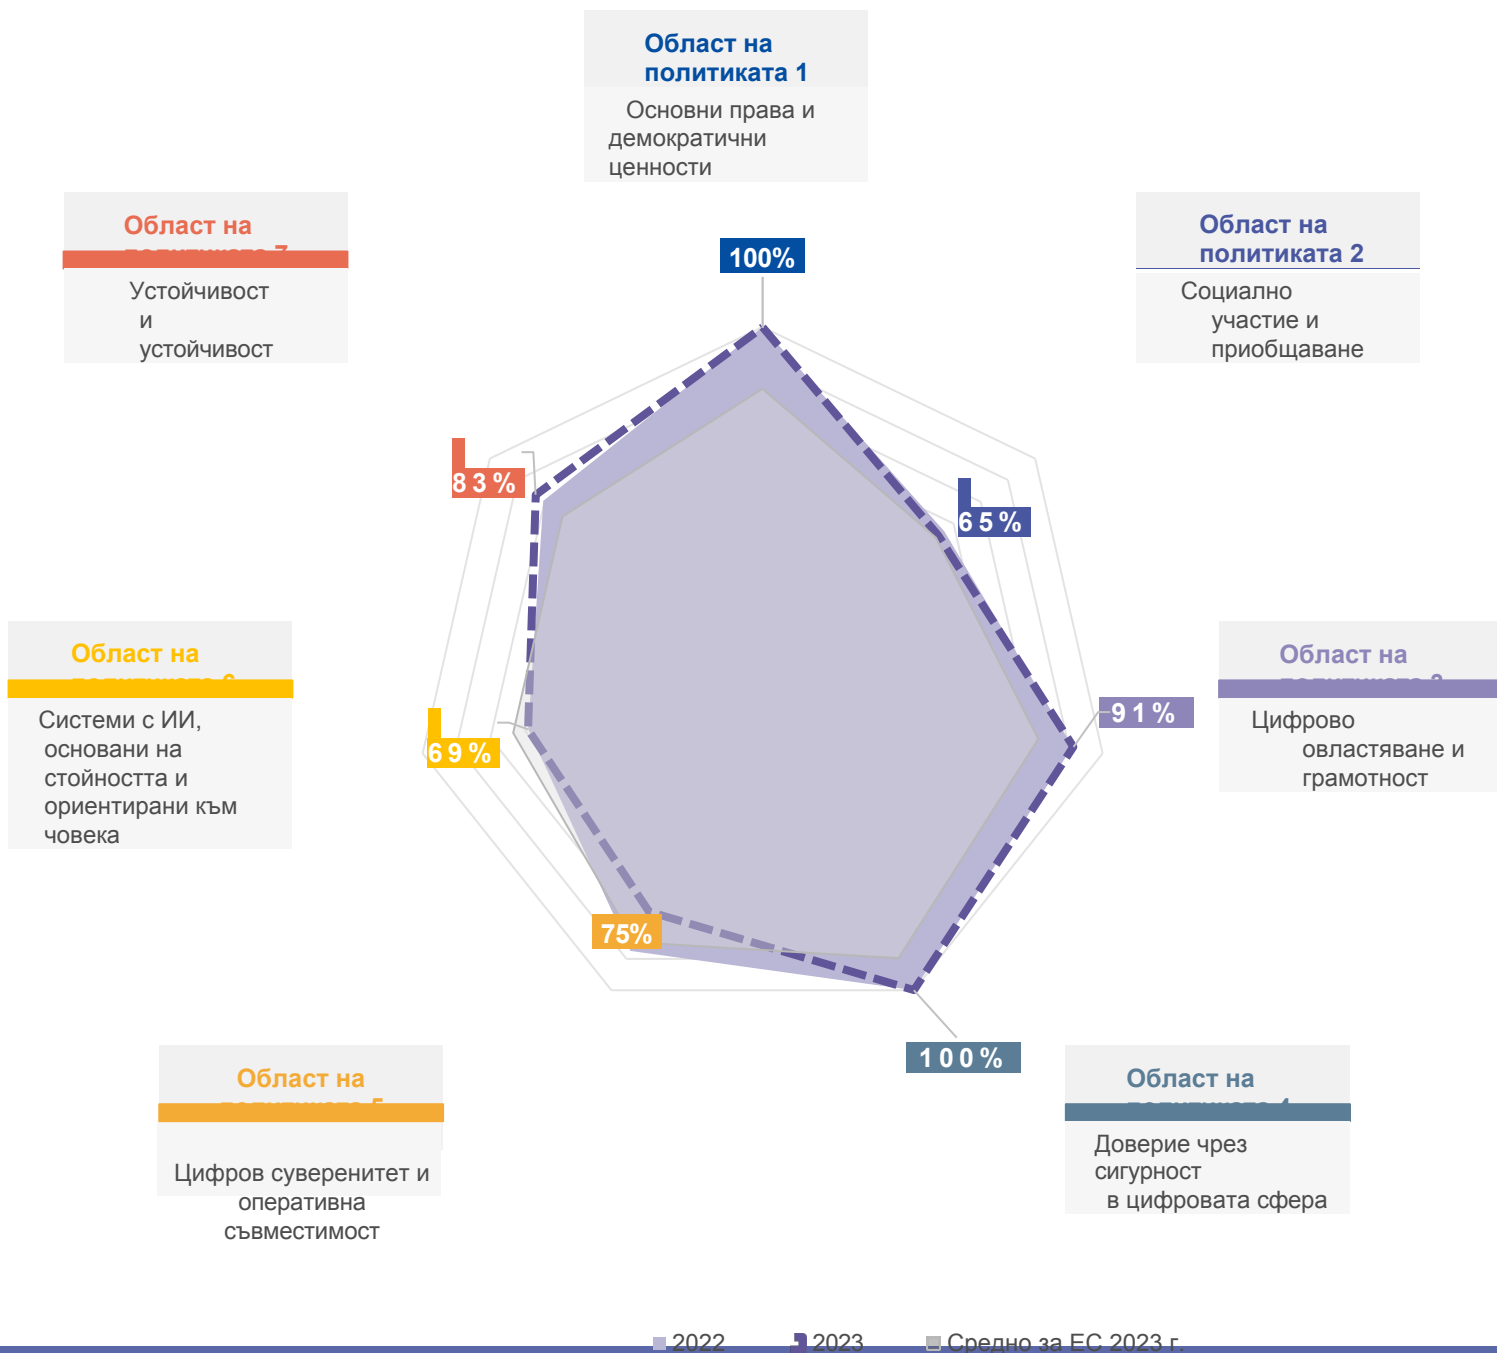 Област на
политиката 1
Основни права и
демократични
ценности
Област на
Устойчивост
и
устойчивост
Област на
политиката 2
Социално
участие и
приобщаване
100%
83%
65%
Област на
Системи с ИИ,
основани на
стойността и
ориентирани към
човека
69%
91%
Област на
Цифрово
овластяване и
грамотност
75%
100%
Област на
Цифров суверенитет и
оперативна
съвместимост
Област на
Доверие чрез
сигурност
в цифровата сфера
2022
2023
Средно за ЕС 2023 г.